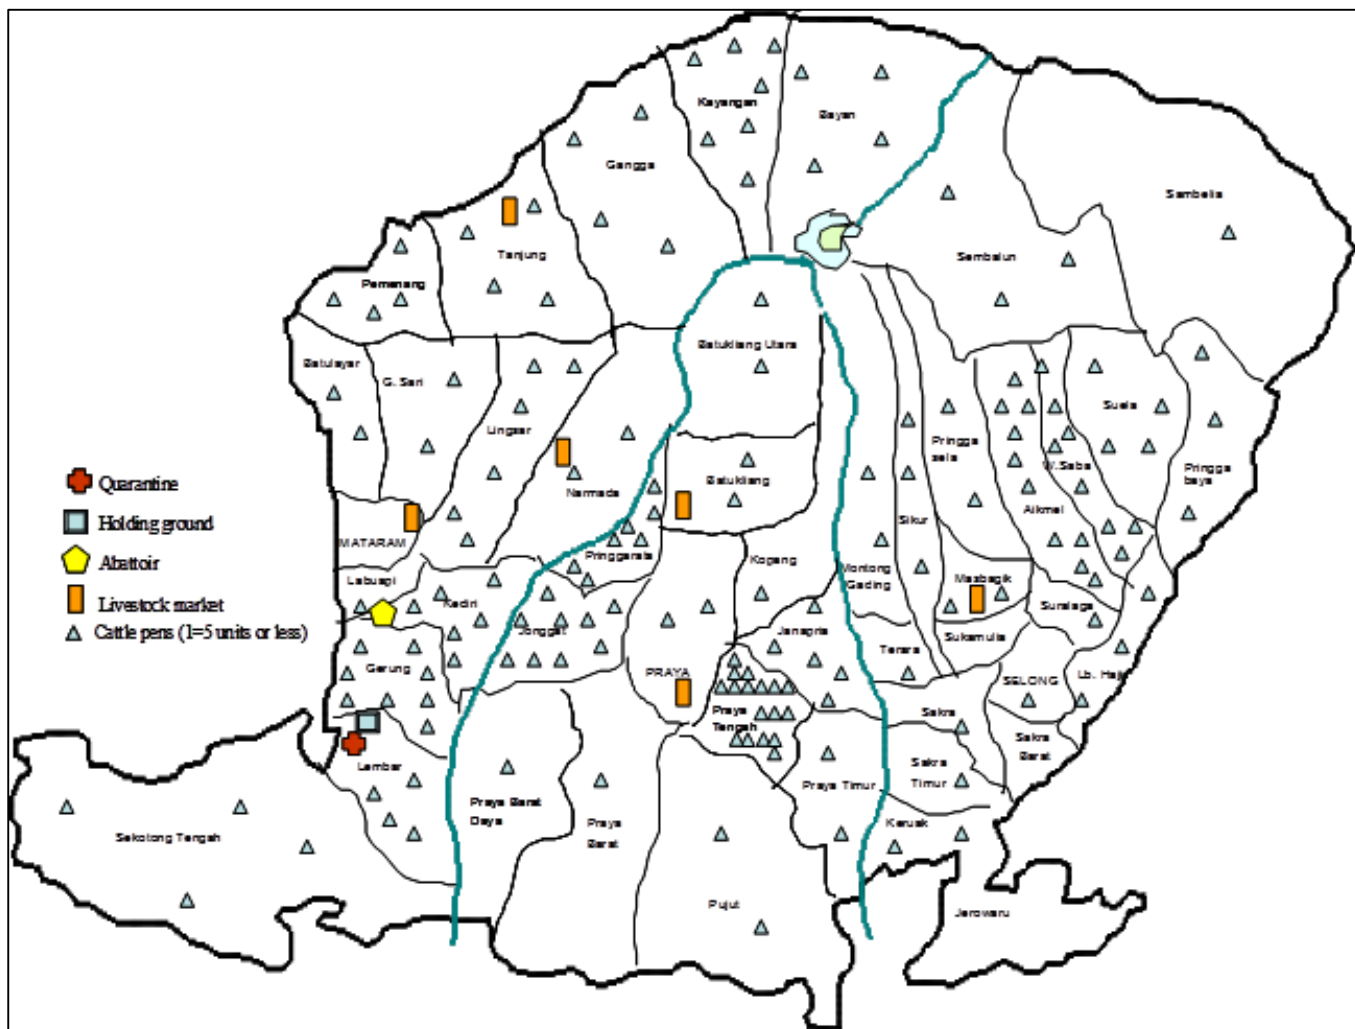 Kayangan
Bayan
Gangga
Sambelia
Tanjung
Sembalun
Pemenang
Batukliang Utara
Batulayar
G. Sari
Suela
Lingsar
Pringga
sela
W.Saba
Pringga
baya
Quarantine
Narmada
Batukliang
Aikmel
Holding ground
Sikur
MATARAM
Pringgarata
Kopang
Montong
Gading
Masbagik
Abattoir
Labuapi
Kediri
Livestock market
Suralaga
Cattle pens (1=5 units or less)
Jonggat
Janapria
Sukamulia
Gerung
PRAYA
Terara
SELONG
Lb. Haji
Praya
Tengah
Sakra
Sakra
Barat
Lembar
Sakra
Timur
Praya Timur
Praya Barat
Daya
Praya
Barat
Keruak
Sekotong Tengah
Pujut
Jerowaru